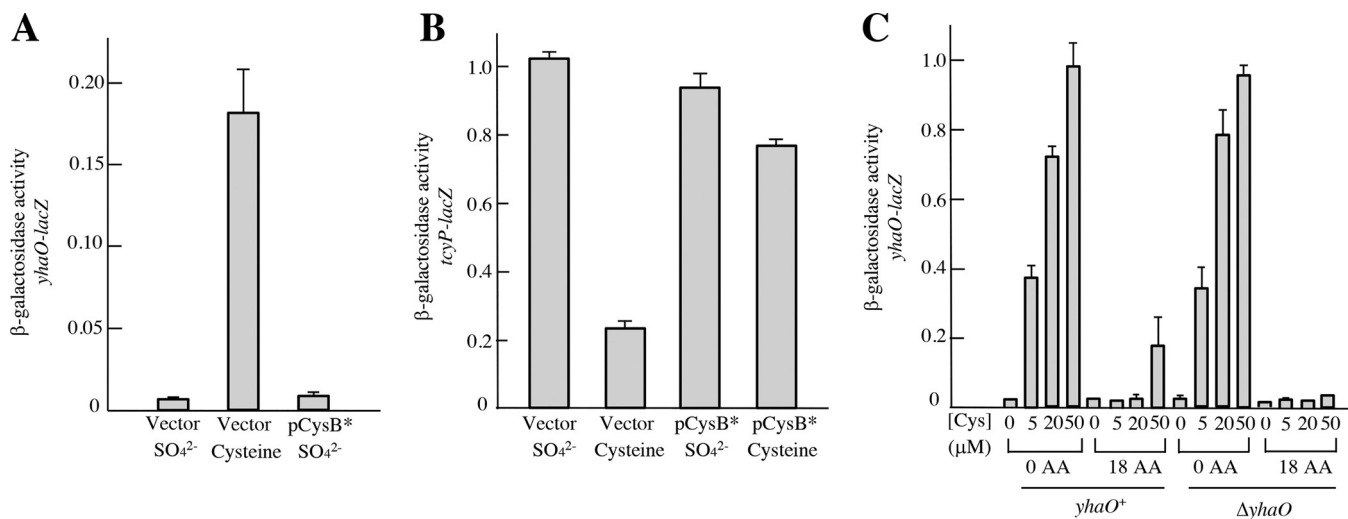 A
β-galactosidase activity
yhaO-lacZ
0.20
0.15
0.10
0.05
0
Vector Vector pCysB*
SO₄²⁻ Cysteine SO₄²⁻
B
β-galactosidase activity
tcyP-lacZ
1.0
0.8
0.6
0.4
0.2
0
Vector Vector pCysB* pCysB*
SO₄²⁻ Cysteine SO₄²⁻ Cysteine
C
β-galactosidase activity
yhaO-lacZ
1.0
0.8
0.6
0.4
0.2
0
[Cys] 0 5 20 50 0 5 20 50 0 5 20 50 0 5 20 50
(μM)
0 AA 18 AA 0 AA 18 AA
yhaO⁺ ΔyhaO